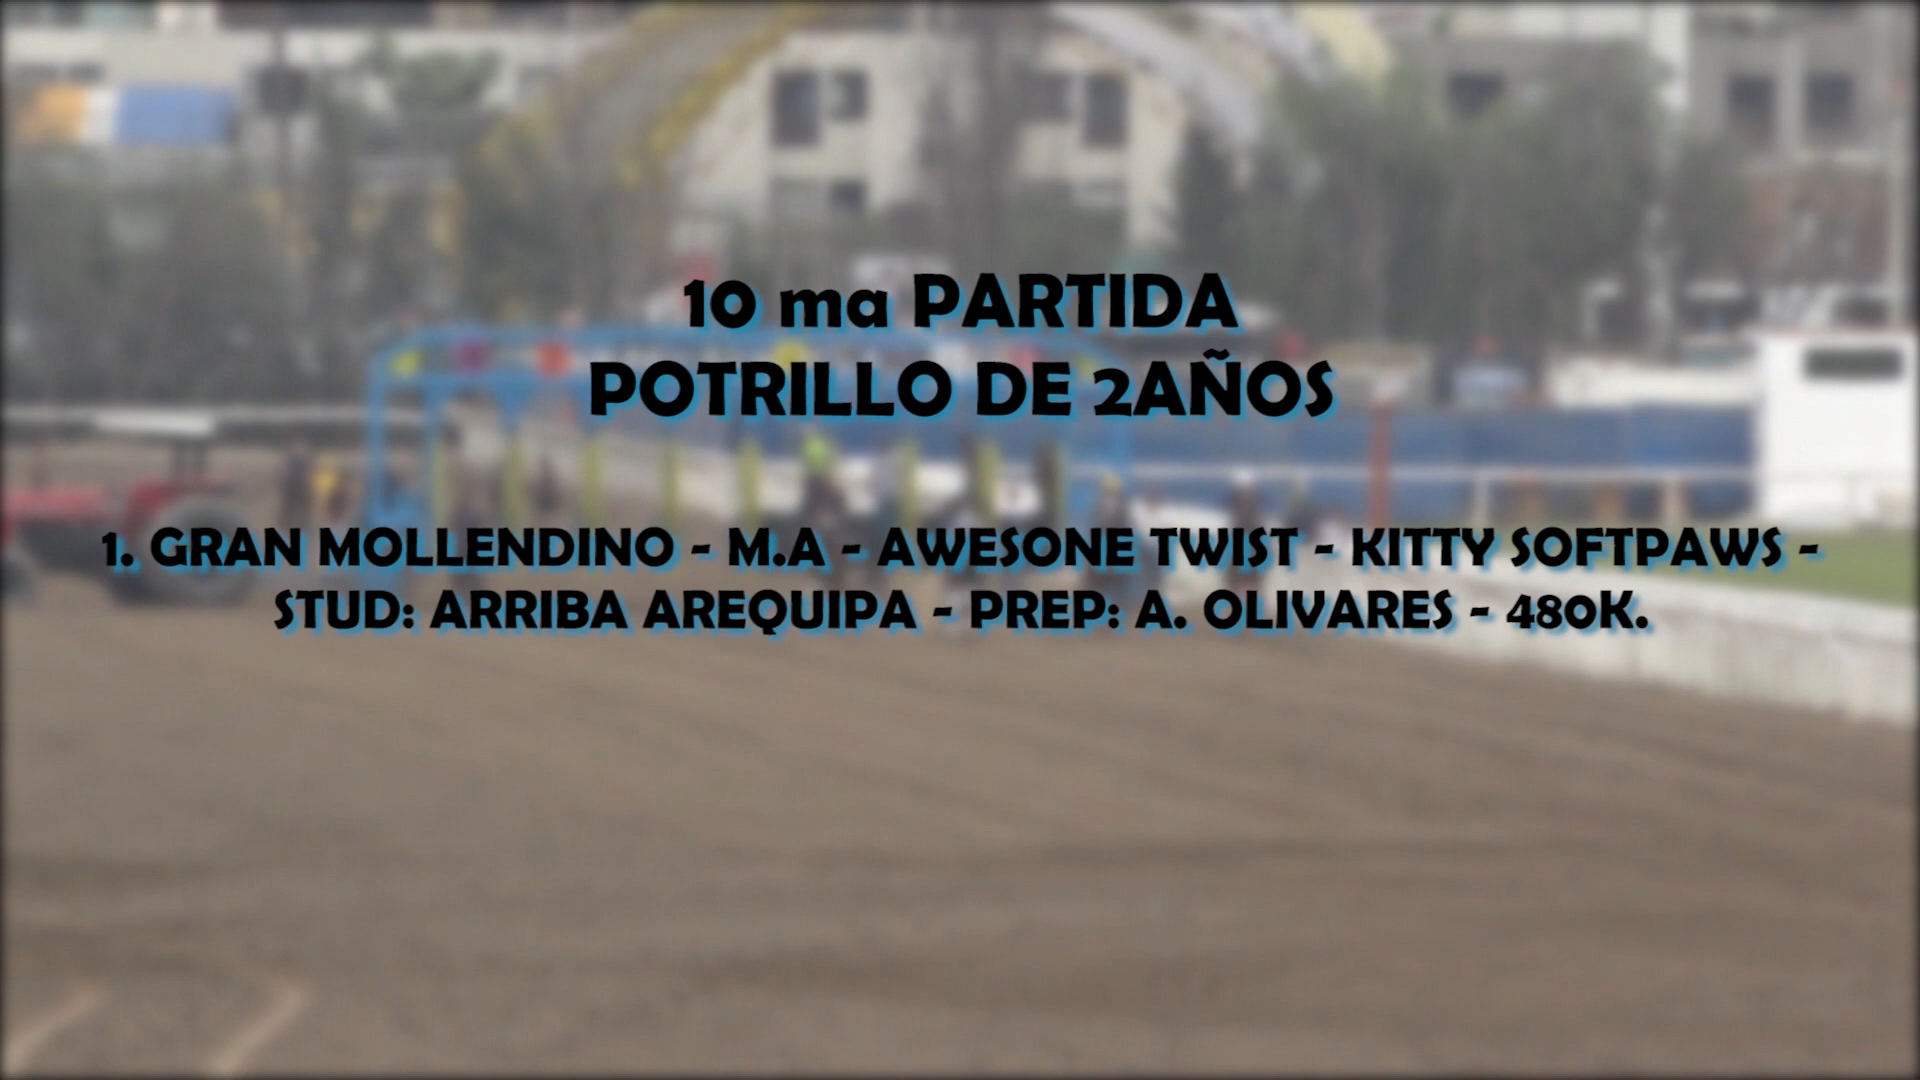 10 ma PARTIDA
POTRILLO DE 2AÑOS
1. GRAN MOLLENDINO - M.A - AWESONE TWIST - KITTY SOFTPAWS -
STUD: ARRIBA AREQUIPA - PREP: A. OLIVARES - 480K.